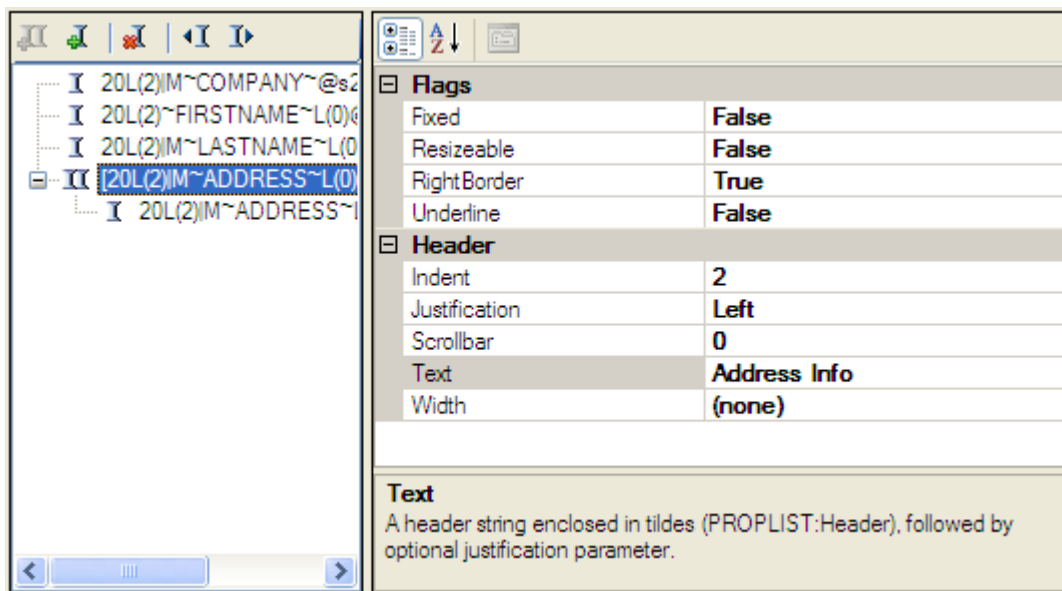 20L(2)|M~COMPANY~@s2
20L(2)~FIRSTNAME~L(0)
20L(2)|M~LASTNAME~L(0
[20L(2)|M~ADDRESS~L(0)
20L(2)|M~ADDRESS~
Flags
Fixed False
Resizeable False
RightBorder True
Underline False
Header
Indent 2
Justification Left
Scrollbar 0
Text Address Info
Width (none)
Text
A header string enclosed in tildes (PROPLIST:Header), followed by
optional justification parameter.